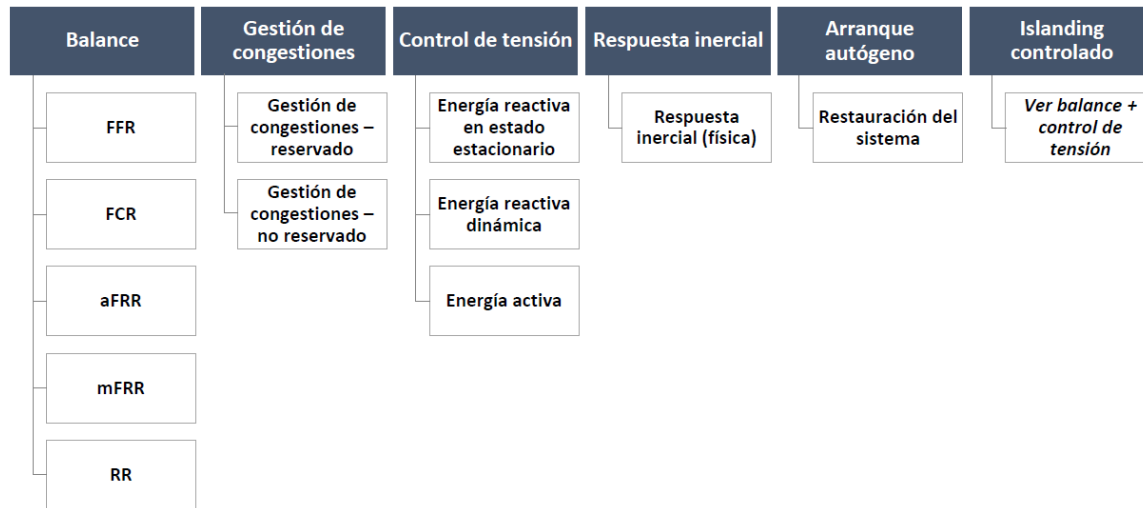 Balance
FFR
FCR
aFRR
mFRR
RR
Gestión de
congestiones
Gestión de
congestiones –
reservado
Gestión de
congestiones –
no reservado
Control de tensión
Energía reactiva
en estado
estacionario
Energía reactiva
dinámica
Energía activa
Respuesta inercial
Respuesta
inercial (física)
Arranque
autógeno
Restauración del
sistema
Islanding
controlado
Ver balance +
control de
tensión